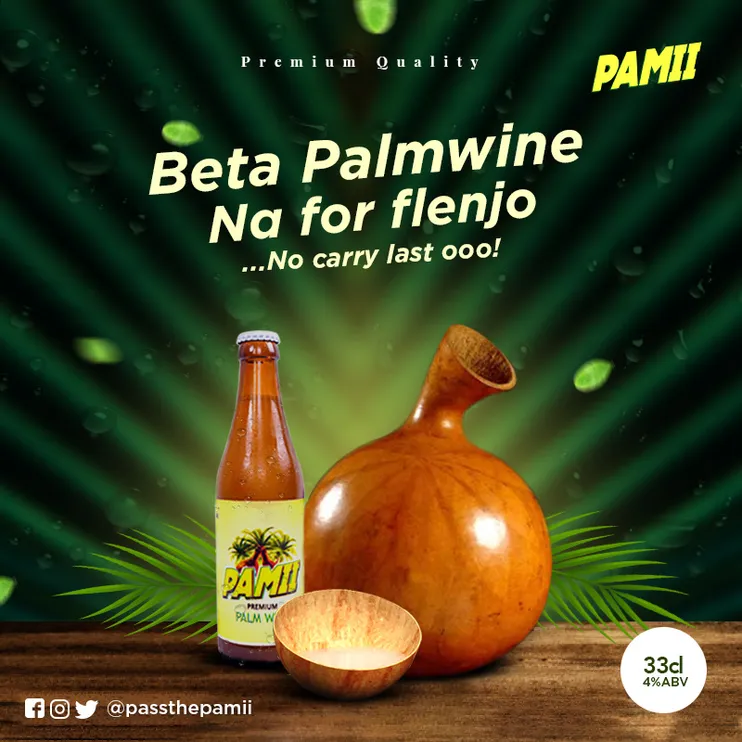 Premium Quality
PAMII
Beta Palmwine
Na for flenjo
...No carry last ooo!
PAMII
PREMIUM
PALM
33cl
4%ABV
@passthepamii